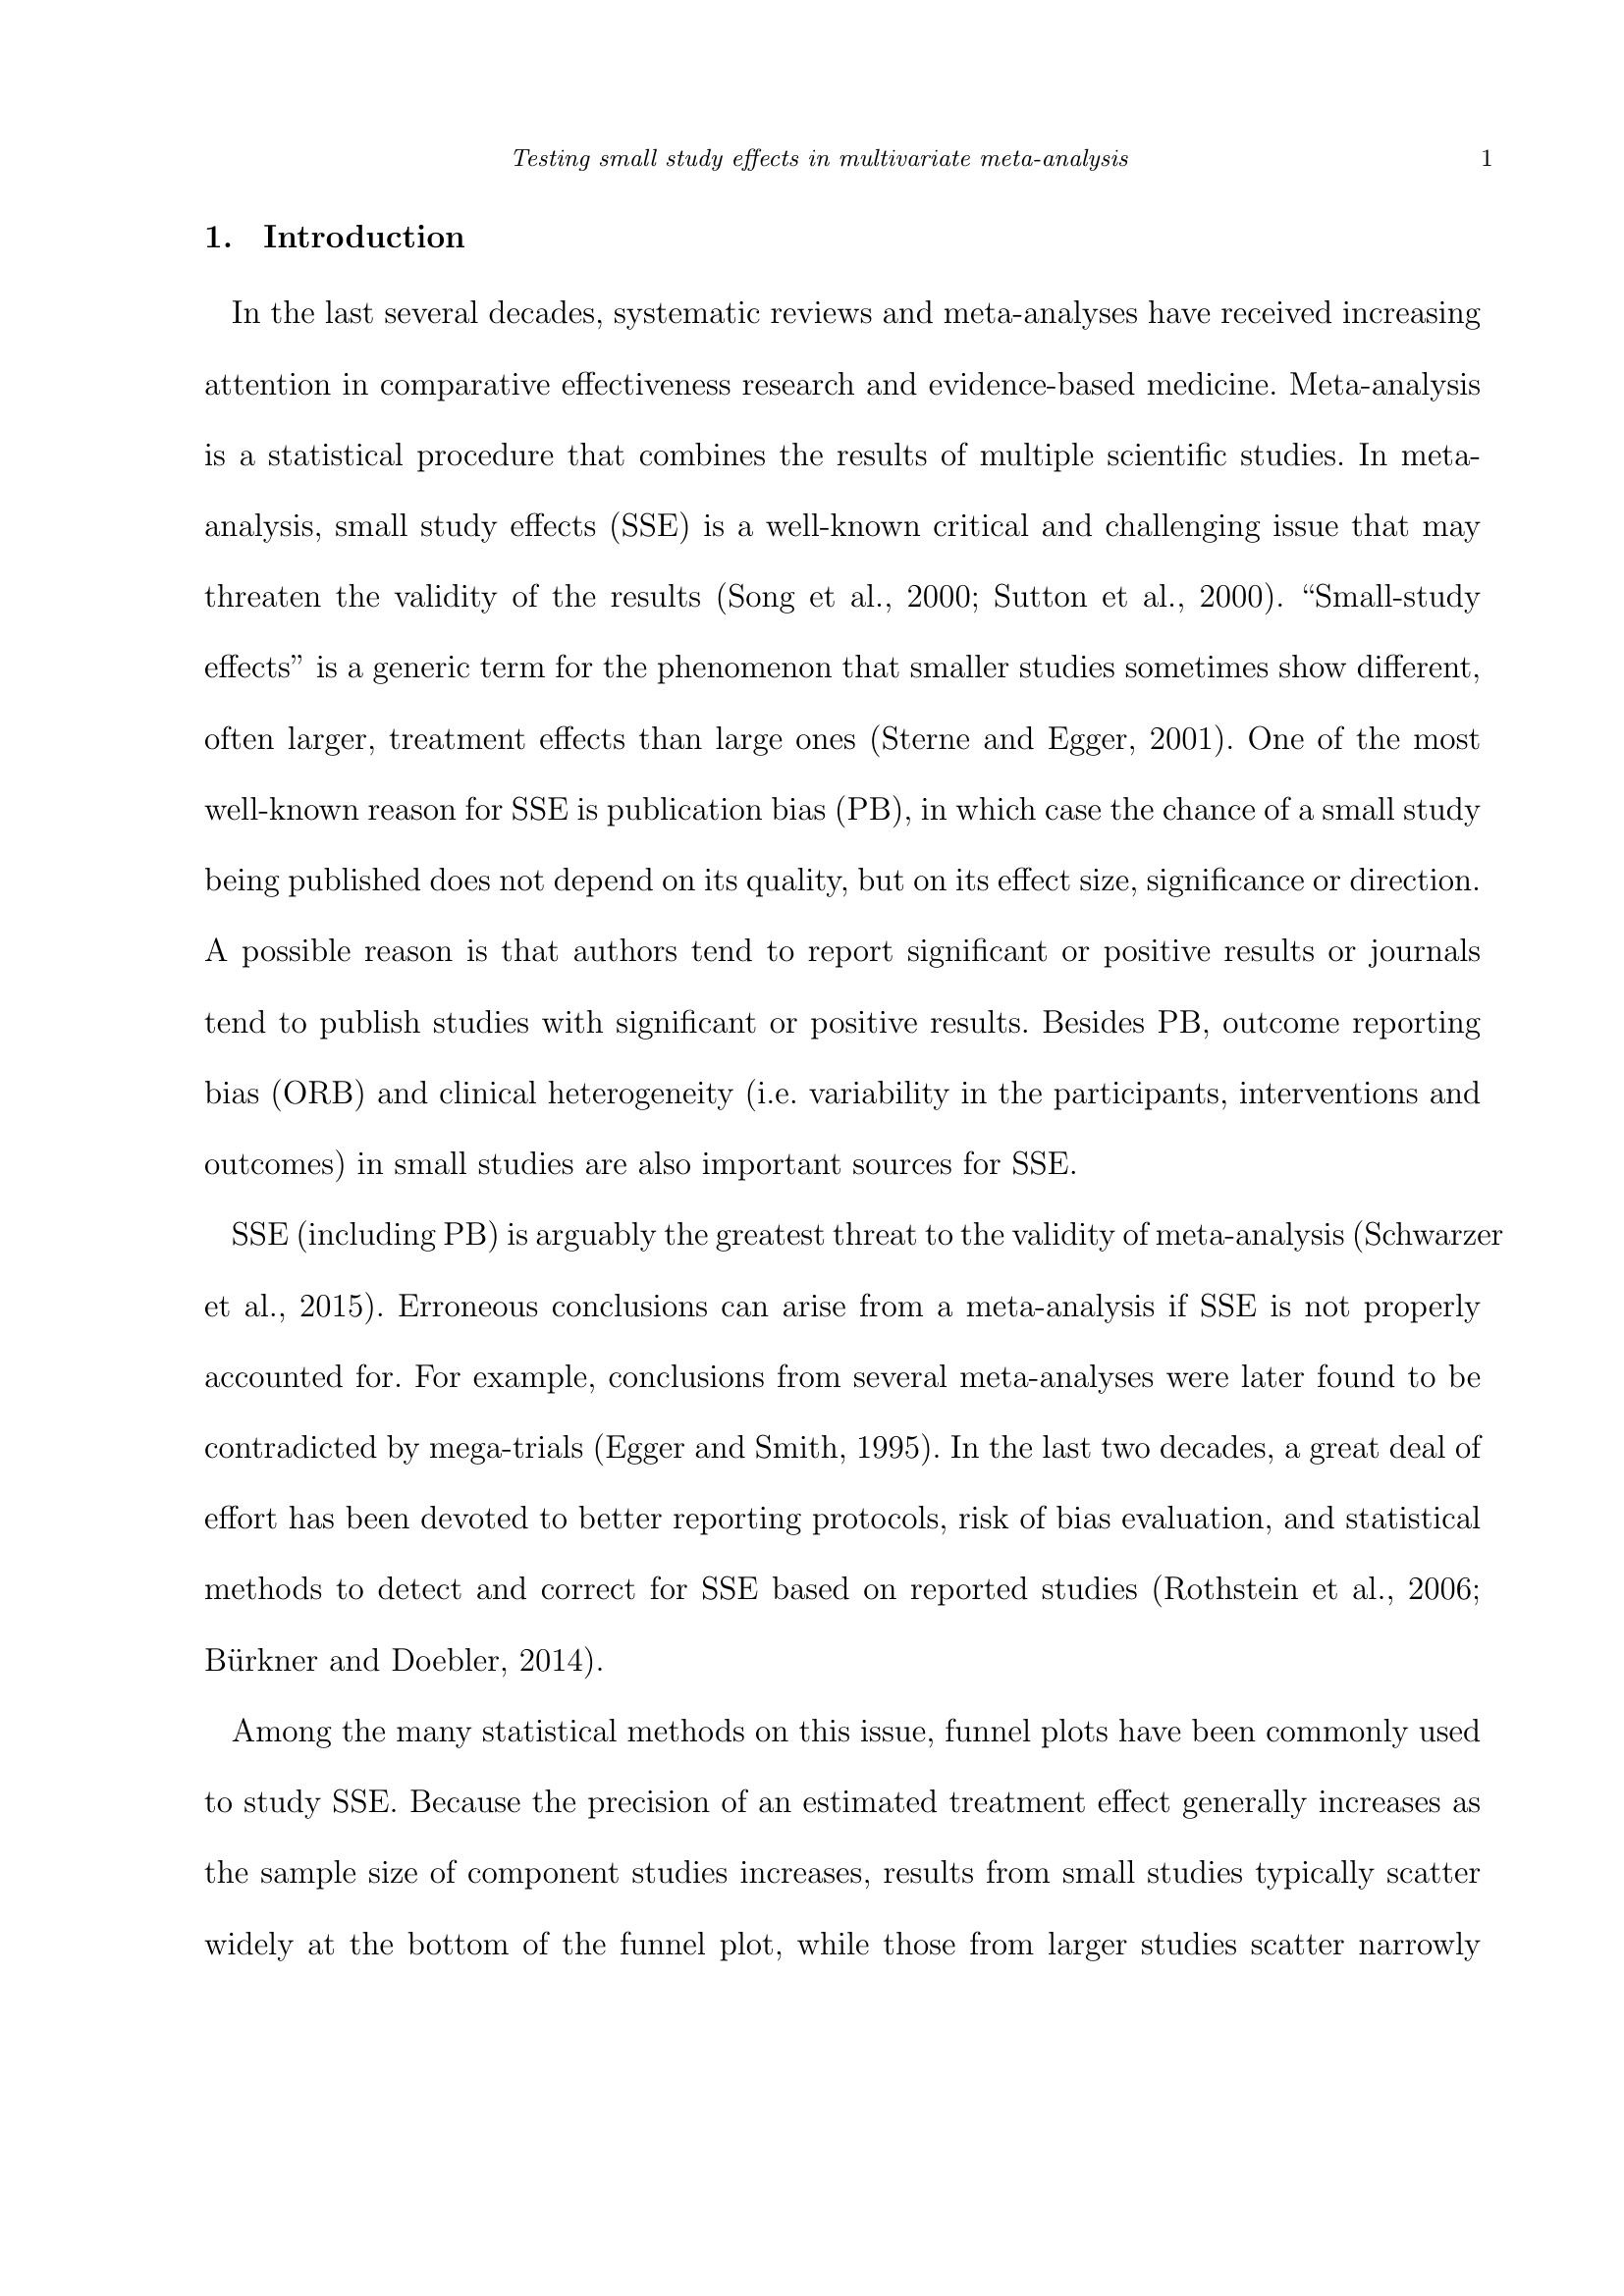 Testing small study effects in multivariate meta-analysis 1
1. Introduction
In the last several decades, systematic reviews and meta-analyses have received increasing
attention in comparative effectiveness research and evidence-based medicine. Meta-analysis
is a statistical procedure that combines the results of multiple scientific studies. In meta-
analysis, small study effects (SSE) is a well-known critical and challenging issue that may
threaten the validity of the results (Song et al., 2000; Sutton et al., 2000). “Small-study
effects” is a generic term for the phenomenon that smaller studies sometimes show different,
often larger, treatment effects than large ones (Sterne and Egger, 2001). One of the most
well-known reason for SSE is publication bias (PB), in which case the chance of a small study
being published does not depend on its quality, but on its effect size, significance or direction.
A possible reason is that authors tend to report significant or positive results or journals
tend to publish studies with significant or positive results. Besides PB, outcome reporting
bias (ORB) and clinical heterogeneity (i.e. variability in the participants, interventions and
outcomes) in small studies are also important sources for SSE.
SSE (including PB) is arguably the greatest threat to the validity of meta-analysis (Schwarzer
et al., 2015). Erroneous conclusions can arise from a meta-analysis if SSE is not properly
accounted for. For example, conclusions from several meta-analyses were later found to be
contradicted by mega-trials (Egger and Smith, 1995). In the last two decades, a great deal of
effort has been devoted to better reporting protocols, risk of bias evaluation, and statistical
methods to detect and correct for SSE based on reported studies (Rothstein et al., 2006;
Bürkner and Doebler, 2014).
Among the many statistical methods on this issue, funnel plots have been commonly used
to study SSE. Because the precision of an estimated treatment effect generally increases as
the sample size of component studies increases, results from small studies typically scatter
widely at the bottom of the funnel plot, while those from larger studies scatter narrowly